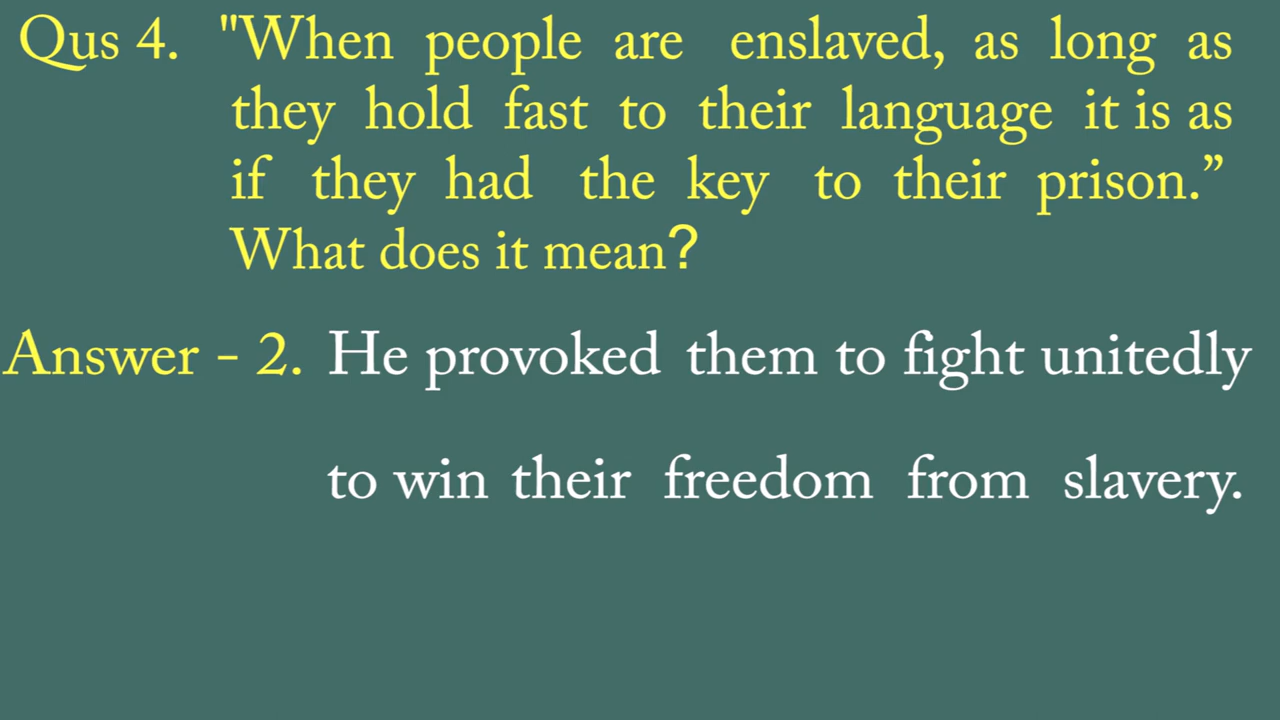 Qus 4. "When people are enslaved, as long as
they hold fast to their language it is as
if they had the key to their prison.”
What does it mean?
Answer - 2. He provoked them to fight unitedly
to win their freedom from slavery.